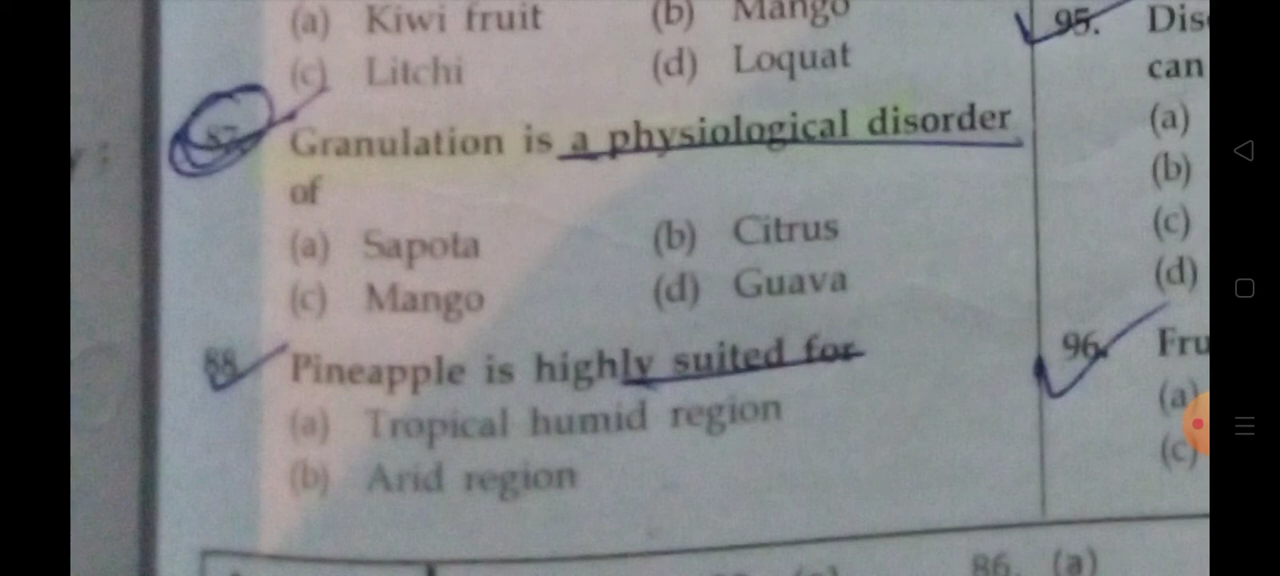 (a) Kiwi fruit (b) Mango
(c) Litchi (d) Loquat
87. Granulation is a physiological disorder
of
(a) Sapota (b) Citrus
(c) Mango (d) Guava
88. Pineapple is highly suited for
(a) Tropical humid region
(b) Arid region
95. Dis
can
(a)
(b)
(c)
(d)
96. Fru
(a)
(c)
86. (a)